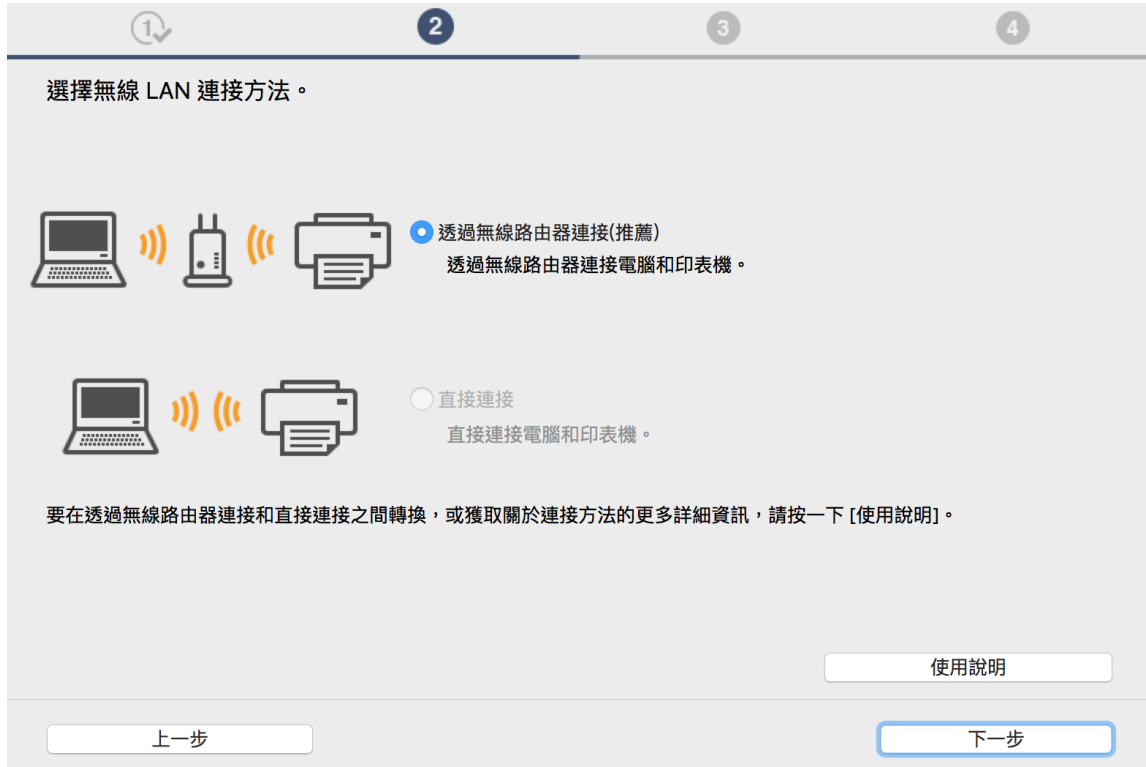 1
2
3
4
選擇無線 LAN 連接方法。
透過無線路由器連接(推薦)
透過無線路由器連接電腦和印表機。
直接連接
直接連接電腦和印表機。
要在透過無線路由器連接和直接連接之間轉換，或獲取關於連接方法的更多詳細資訊，請按一下 [使用說明]。
使用說明
上一步
下一步